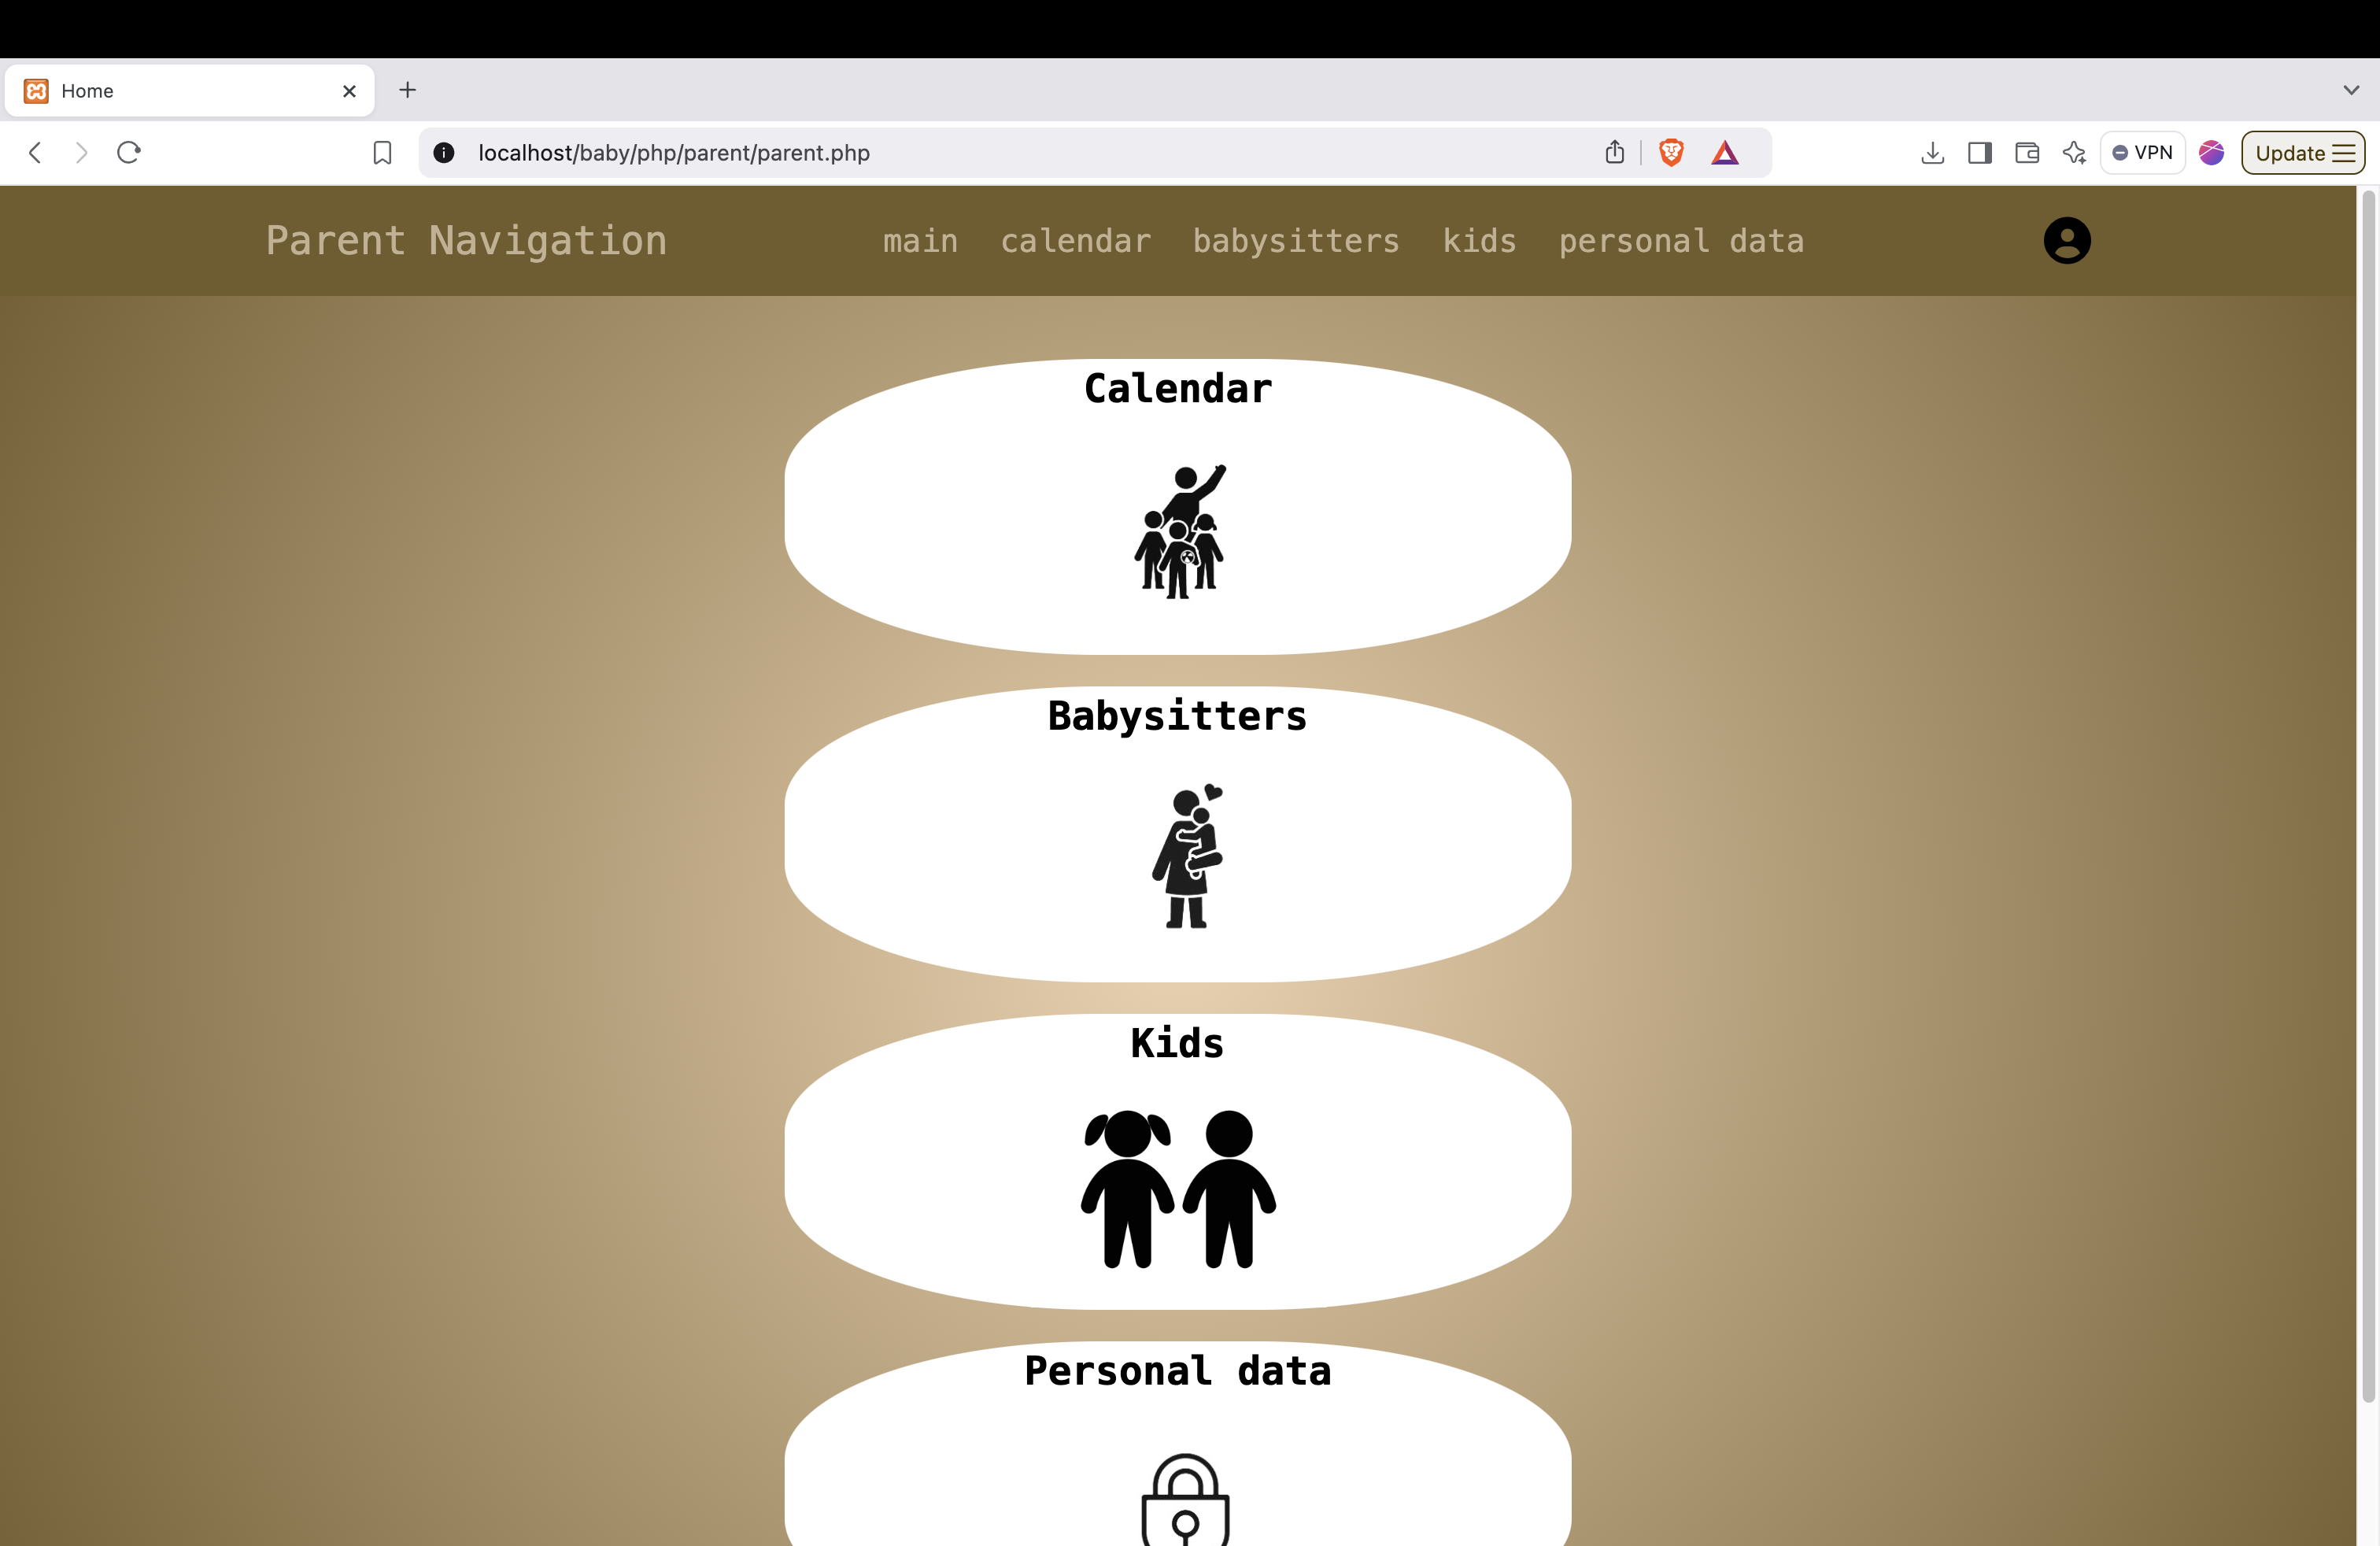 Home
localhost/baby/php/parent/parent.php
VPN
Update
Parent Navigation
main calendar babysitters kids personal data
Calendar
Babysitters
Kids
Personal data